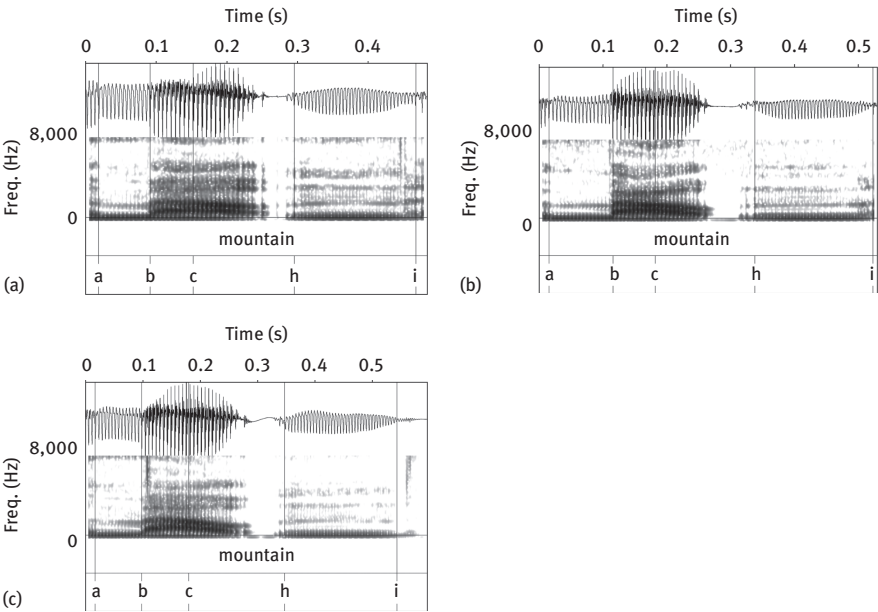 Time (s)
0 0.1 0.2 0.3 0.4
8,000
Freq. (Hz)
0
mountain
a b c h i
(a)
Time (s)
0 0.1 0.2 0.3 0.4 0.5
8,000
Freq. (Hz)
0
mountain
a b c h i
(b)
Time (s)
0 0.1 0.2 0.3 0.4 0.5
8,000
Freq. (Hz)
0
mountain
a b c h i
(c)